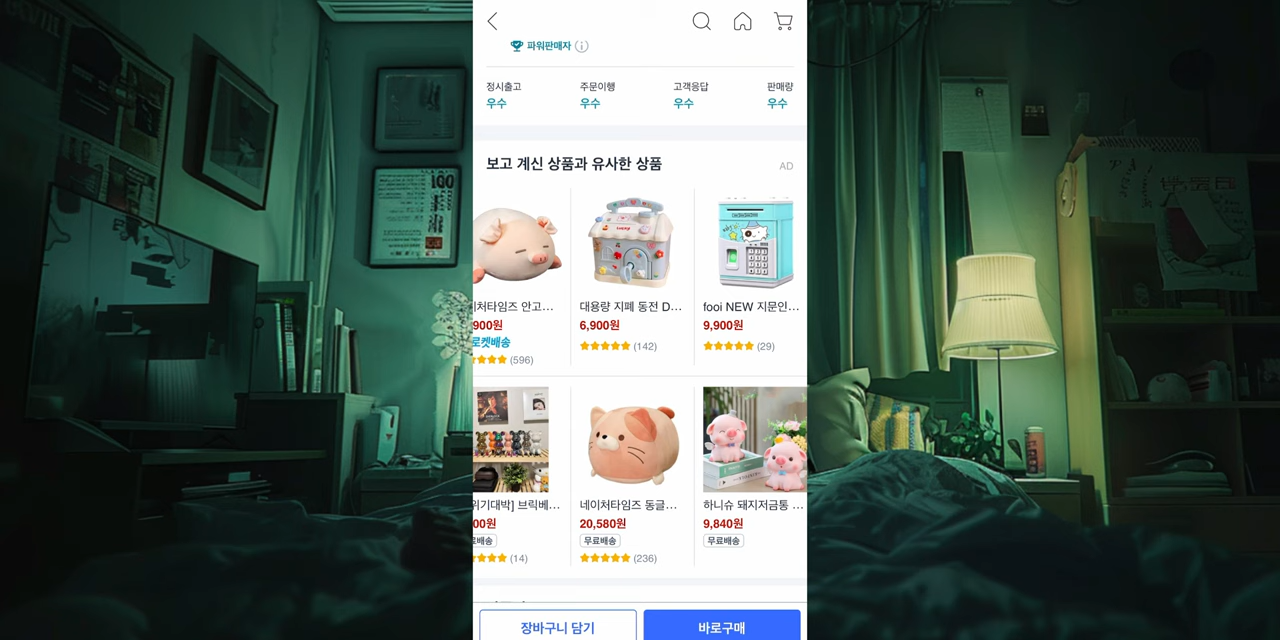 파워판매자
정시출고 주문이행 고객응답 판매량
우수 우수 우수 우수
보고 계신 상품과 유사한 상품 AD
처타임즈 안고... 대용량 지폐 동전 D... fooi NEW 지문인...
900원 6,900원 9,900원
로켓배송
(596) (142) (29)
위기대박] 브릭베... 네이처타임즈 동글... 하니슈 돼지저금통 ...
00원 20,580원 9,840원
료배송 무료배송 무료배송
(14) (236)
장바구니 담기 바로구매
100